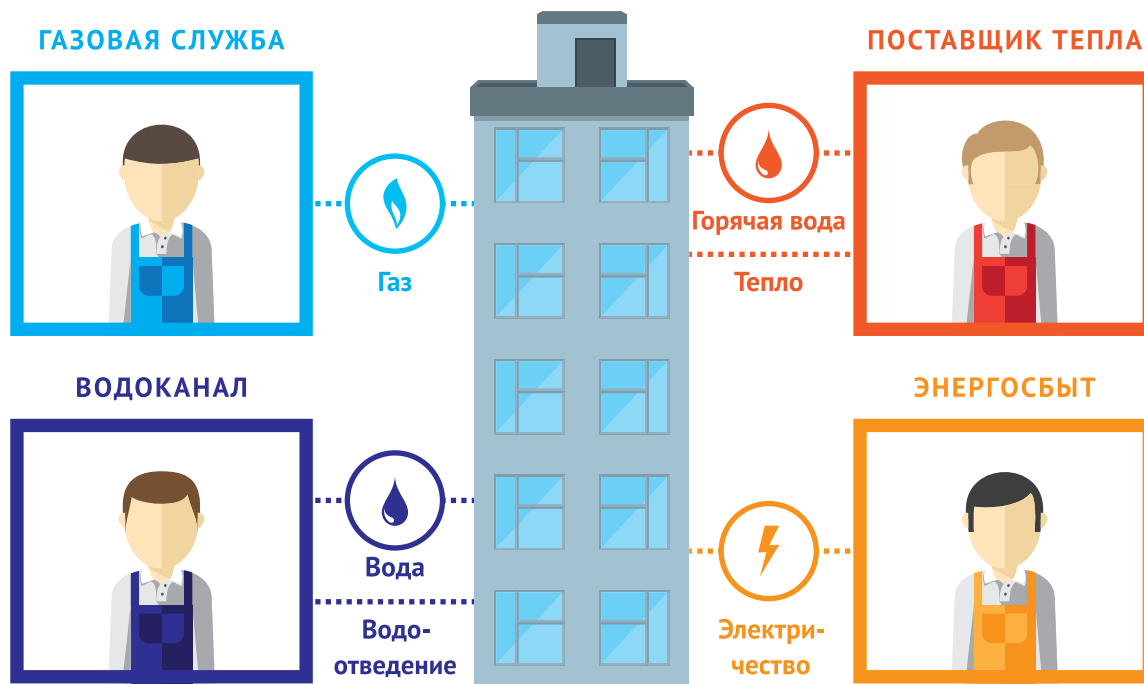 ГАЗОВАЯ СЛУЖБА
Газ
ВОДОКАНАЛ
Вода
Водо-
отведение
ПОСТАВЩИК ТЕПЛА
Горячая вода
Тепло
ЭНЕРГОСБЫТ
Электри-
чество